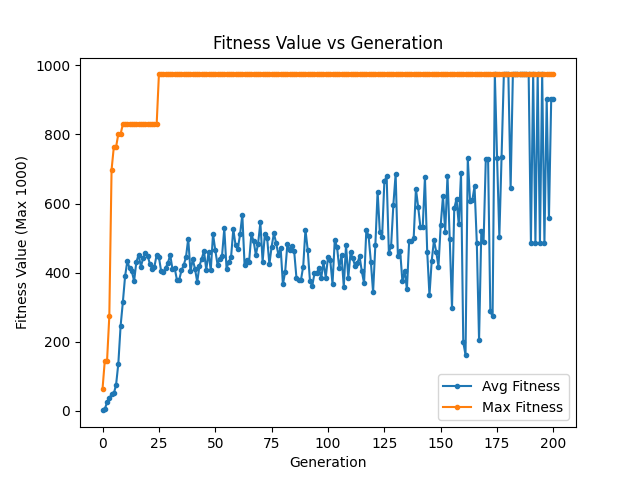 Fitness Value vs Generation
Fitness Value (Max 1000)
1000
800
600
400
200
0
0 25 50 75 100 125 150 175 200
Generation
Avg Fitness
Max Fitness